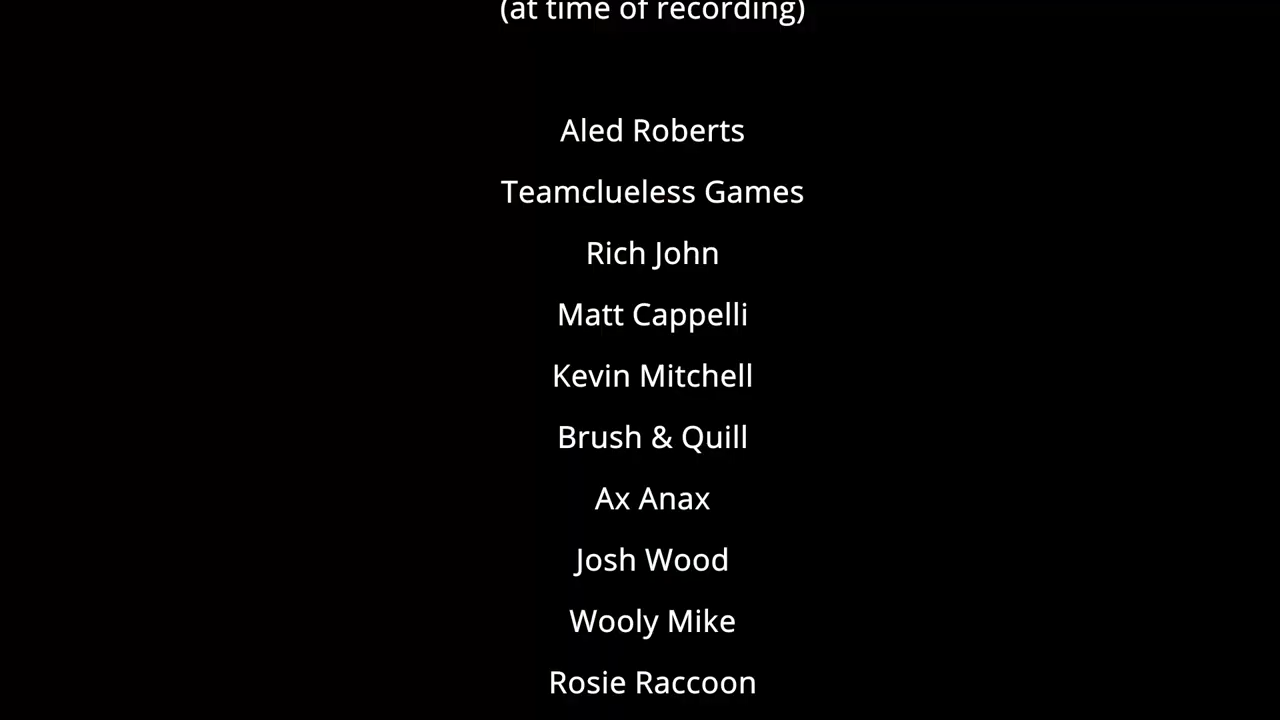 (at time of recording)
Aled Roberts
Teamclueless Games
Rich John
Matt Cappelli
Kevin Mitchell
Brush & Quill
Ax Anax
Josh Wood
Wooly Mike
Rosie Raccoon